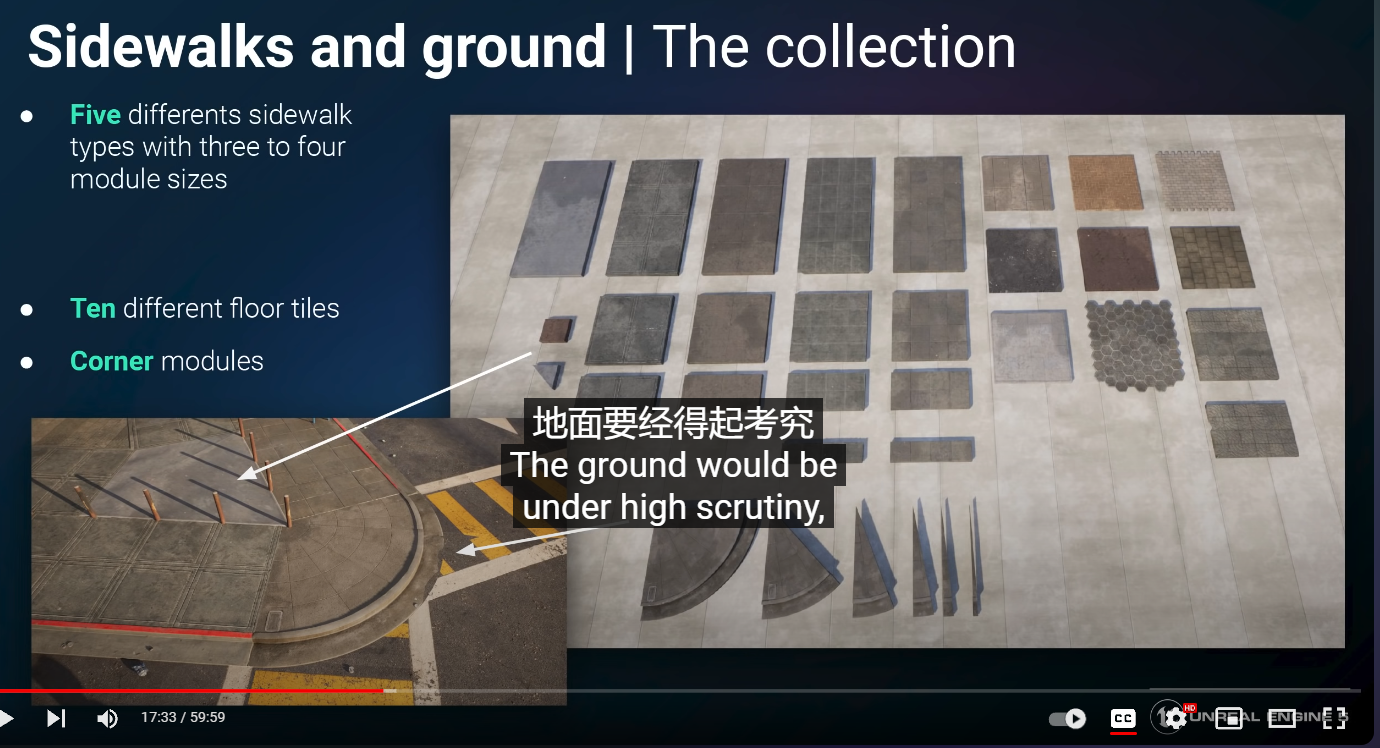 Sidewalks and ground | The collection
Five differents sidewalk
types with three to four
module sizes
Ten different floor tiles
Corner modules
地面要经得起考究
The ground would be
under high scrutiny,
17:33 / 59:59
CC
HD
UNREAL ENGINE 5